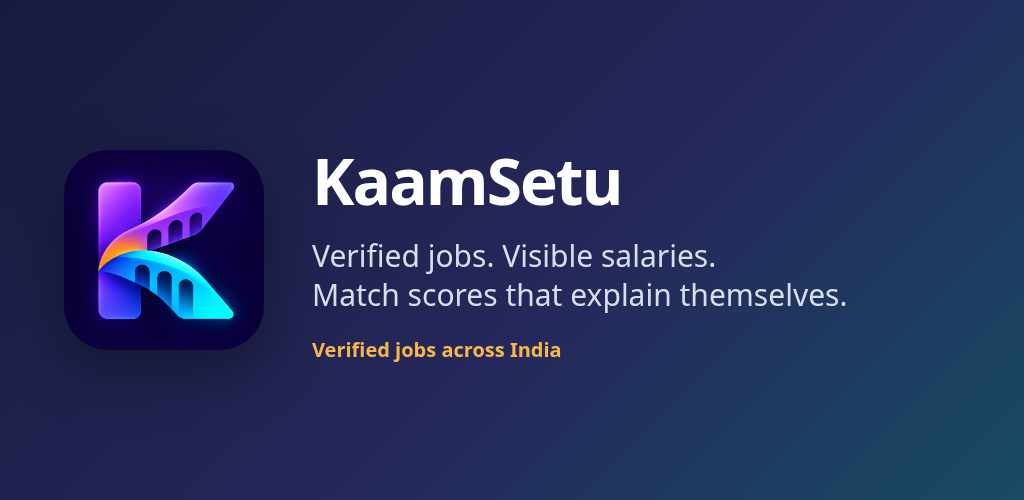 KaamSetu
Verified jobs. Visible salaries.
Match scores that explain themselves.
Verified jobs across India